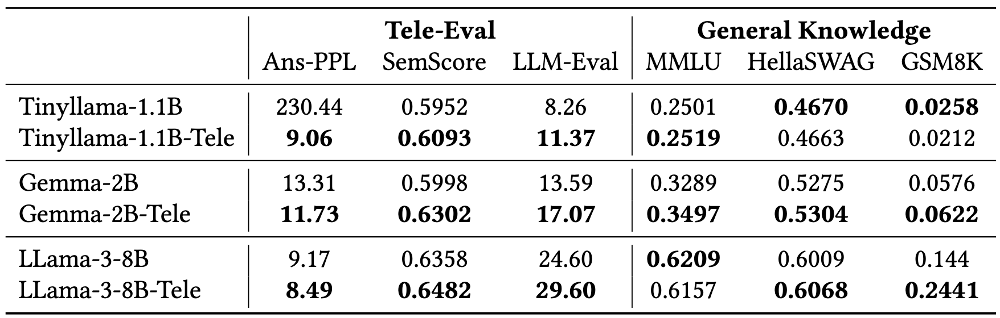 Tele-Eval General Knowledge
Ans-PPL SemScore LLM-Eval MMLU HellaSWAG GSM8K
Tinyllama-1.1B 230.44 0.5952 8.26 0.2501 0.4670 0.0258
Tinyllama-1.1B-Tele 9.06 0.6093 11.37 0.2519 0.4663 0.0212
Gemma-2B 13.31 0.5998 13.59 0.3289 0.5275 0.0576
Gemma-2B-Tele 11.73 0.6302 17.07 0.3497 0.5304 0.0622
LLama-3-8B 9.17 0.6358 24.60 0.6209 0.6009 0.144
LLama-3-8B-Tele 8.49 0.6482 29.60 0.6157 0.6068 0.2441